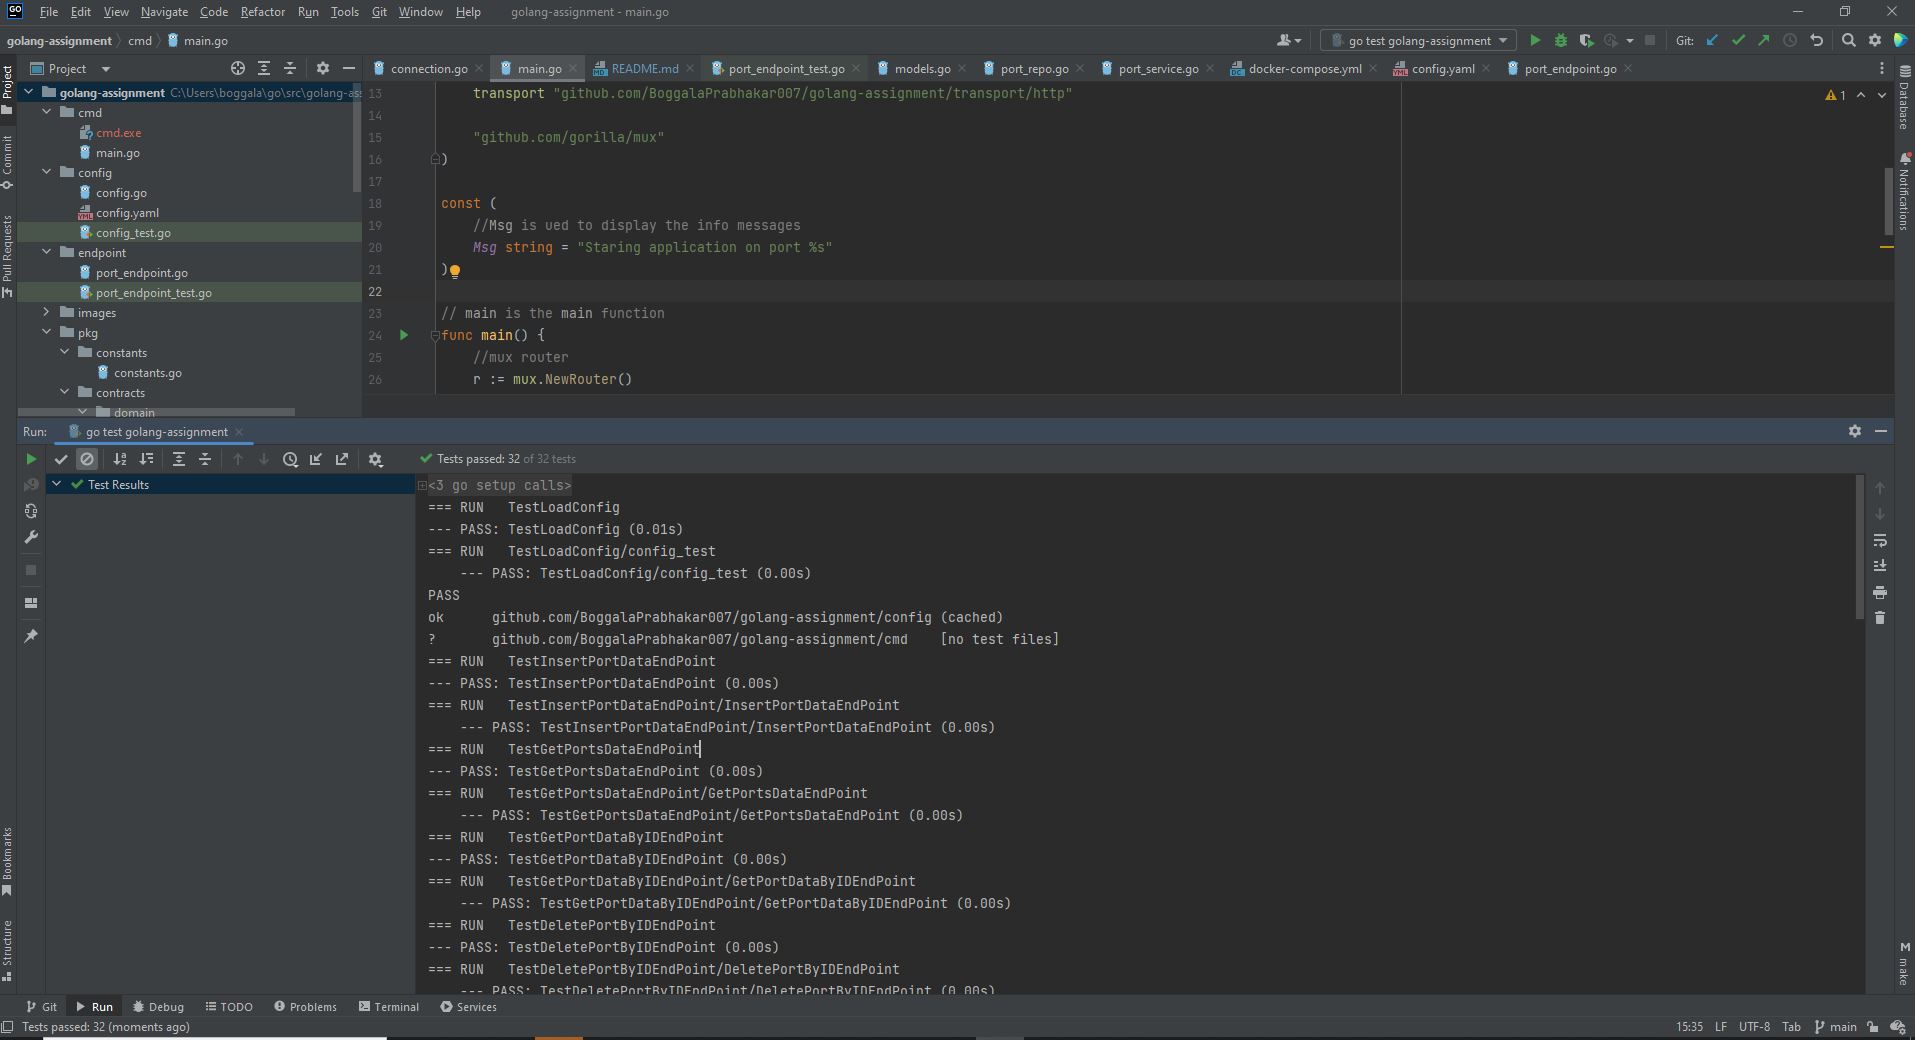 GO File Edit View Navigate Code Refactor Run Tools Git Window Help golang-assignment - main.go
golang-assignment cmd main.go go test golang-assignment Git:
Project
connection.go main.go README.md port_endpoint_test.go models.go port_repo.go port_service.go docker-compose.yml config.yaml port_endpoint.go
Project
Commit
Pull Requests
Bookmarks
Structure
golang-assignment C:\Users\boggala\go\src\golang-ass
cmd
cmd.exe
main.go
config
config.go
config.yaml
config_test.go
endpoint
port_endpoint.go
port_endpoint_test.go
images
pkg
constants
constants.go
contracts
domain
13 transport "github.com/BoggalaPrabhakar007/golang-assignment/transport/http"
14
15 "github.com/gorilla/mux"
16 )
17
18 const (
19 //Msg is ued to display the info messages
20 Msg string = "Staring application on port %s"
21 )
22
23 // main is the main function
24 func main() {
25 //mux router
26 r := mux.NewRouter()
1
Database
Notifications
make
Run: go test golang-assignment
Tests passed: 32 of 32 tests
Test Results
<3 go setup calls>
=== RUN   TestLoadConfig
--- PASS: TestLoadConfig (0.01s)
=== RUN   TestLoadConfig/config_test
    --- PASS: TestLoadConfig/config_test (0.00s)
PASS
ok      github.com/BoggalaPrabhakar007/golang-assignment/config (cached)
?       github.com/BoggalaPrabhakar007/golang-assignment/cmd    [no test files]
=== RUN   TestInsertPortDataEndPoint
--- PASS: TestInsertPortDataEndPoint (0.00s)
=== RUN   TestInsertPortDataEndPoint/InsertPortDataEndPoint
    --- PASS: TestInsertPortDataEndPoint/InsertPortDataEndPoint (0.00s)
=== RUN   TestGetPortsDataEndPoint
--- PASS: TestGetPortsDataEndPoint (0.00s)
=== RUN   TestGetPortsDataEndPoint/GetPortsDataEndPoint
    --- PASS: TestGetPortsDataEndPoint/GetPortsDataEndPoint (0.00s)
=== RUN   TestGetPortDataByIDEndPoint
--- PASS: TestGetPortDataByIDEndPoint (0.00s)
=== RUN   TestGetPortDataByIDEndPoint/GetPortDataByIDEndPoint
    --- PASS: TestGetPortDataByIDEndPoint/GetPortDataByIDEndPoint (0.00s)
=== RUN   TestDeletePortByIDEndPoint
--- PASS: TestDeletePortByIDEndPoint (0.00s)
=== RUN   TestDeletePortByIDEndPoint/DeletePortByIDEndPoint
    --- PASS: TestDeletePortByIDEndPoint/DeletePortByIDEndPoint (0.00s)
Git Run Debug TODO Problems Terminal Services
Tests passed: 32 (moments ago) 15:35 LF UTF-8 Tab main